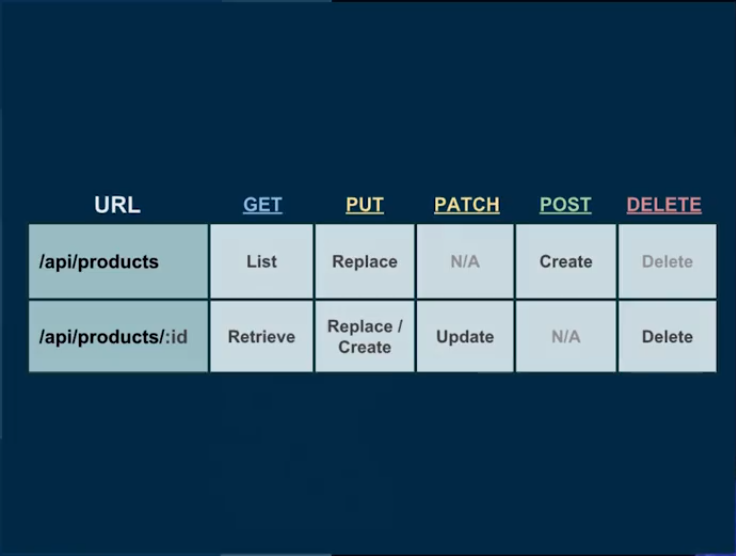 URL GET PUT PATCH POST DELETE
/api/products List Replace N/A Create Delete
/api/products/:id Retrieve Replace / Create Update N/A Delete